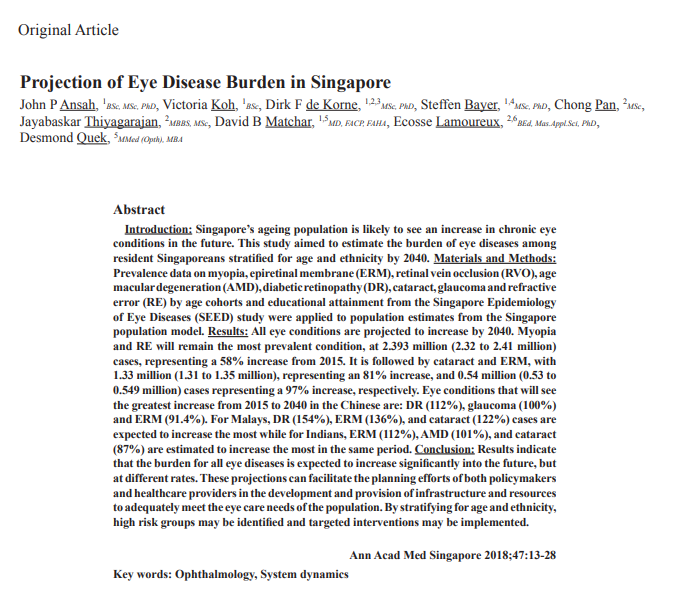 Original Article
Projection of Eye Disease Burden in Singapore
John P Ansah, 1BSc, MSc, PhD, Victoria Koh, 1BSc, Dirk F de Korne, 1,2,3MSc, PhD, Steffen Bayer, 1,4MSc, PhD, Chong Pan, 2MSc,
Jayabaskar Thiyagarajan, 2MBBS, MSc, David B Matchar, 1,5MD, FACP, FAHA, Ecosse Lamoureux, 2,6BEd, Mas.Appl.Sci, PhD,
Desmond Quek, 5MMed (Opth), MBA
Abstract
Introduction: Singapore's ageing population is likely to see an increase in chronic eye
conditions in the future. This study aimed to estimate the burden of eye diseases among
resident Singaporeans stratified for age and ethnicity by 2040. Materials and Methods:
Prevalence data on myopia, epiretinal membrane (ERM), retinal vein occlusion (RVO), age
macular degeneration (AMD), diabetic retinopathy (DR), cataract, glaucoma and refractive
error (RE) by age cohorts and educational attainment from the Singapore Epidemiology
of Eye Diseases (SEED) study were applied to population estimates from the Singapore
population model. Results: All eye conditions are projected to increase by 2040. Myopia
and RE will remain the most prevalent condition, at 2.393 million (2.32 to 2.41 million)
cases, representing a 58% increase from 2015. It is followed by cataract and ERM, with
1.33 million (1.31 to 1.35 million), representing an 81% increase, and 0.54 million (0.53 to
0.549 million) cases representing a 97% increase, respectively. Eye conditions that will see
the greatest increase from 2015 to 2040 in the Chinese are: DR (112%), glaucoma (100%)
and ERM (91.4%). For Malays, DR (154%), ERM (136%), and cataract (122%) cases are
expected to increase the most while for Indians, ERM (112%), AMD (101%), and cataract
(87%) are estimated to increase the most in the same period. Conclusion: Results indicate
that the burden for all eye diseases is expected to increase significantly into the future, but
at different rates. These projections can facilitate the planning efforts of both policymakers
and healthcare providers in the development and provision of infrastructure and resources
to adequately meet the eye care needs of the population. By stratifying for age and ethnicity,
high risk groups may be identified and targeted interventions may be implemented.
Ann Acad Med Singapore 2018;47:13-28
Key words: Ophthalmology, System dynamics